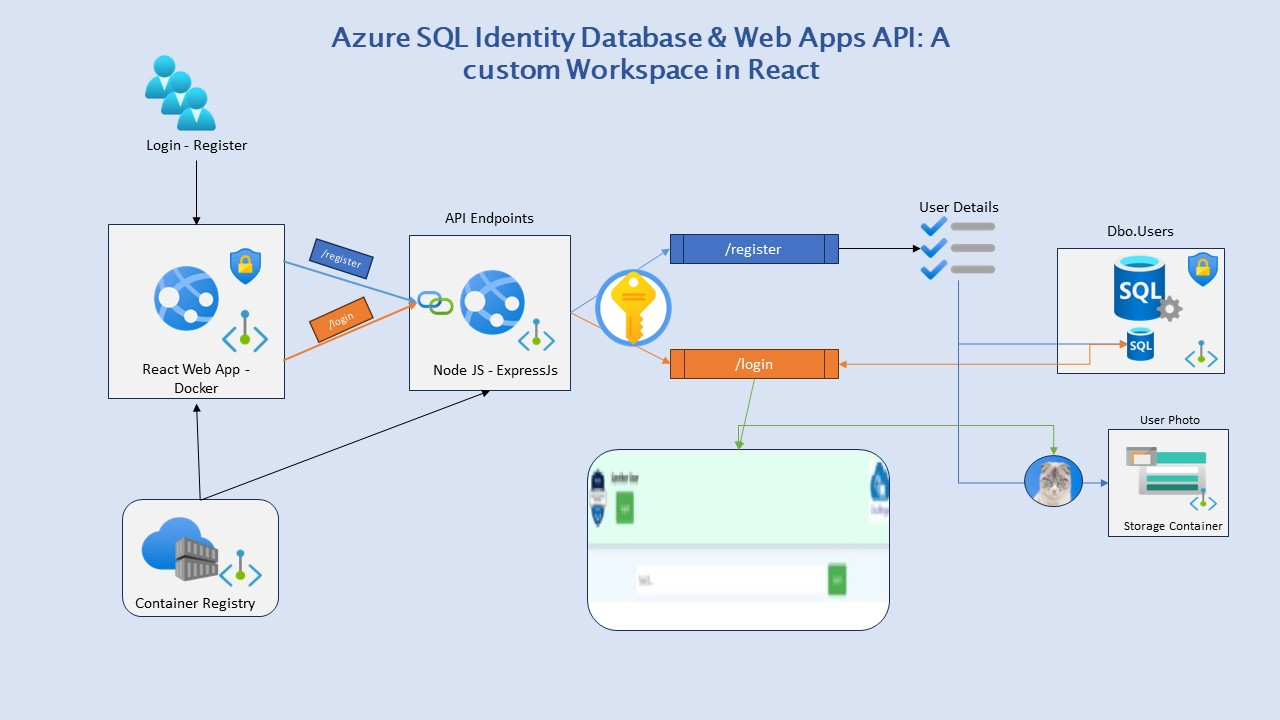 Azure SQL Identity Database & Web Apps API: A
custom Workspace in React
Login - Register
React Web App -
Docker
/register
/login
API Endpoints
Node JS - ExpressJs
/register
/login
User Details
Dbo.Users
SQL
SQL
User Photo
Storage Container
Container Registry